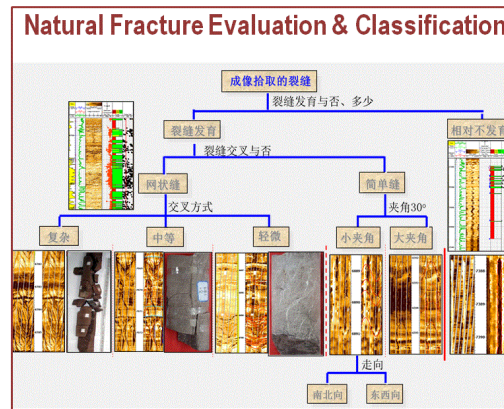 Natural Fracture Evaluation & Classification
成像拾取的裂缝
裂缝发育与否、多少
裂缝发育
相对不发育
裂缝交叉与否
网状缝
简单缝
交叉方式
夹角30°
复杂
中等
轻微
小夹角
大夹角
走向
南北向
东西向